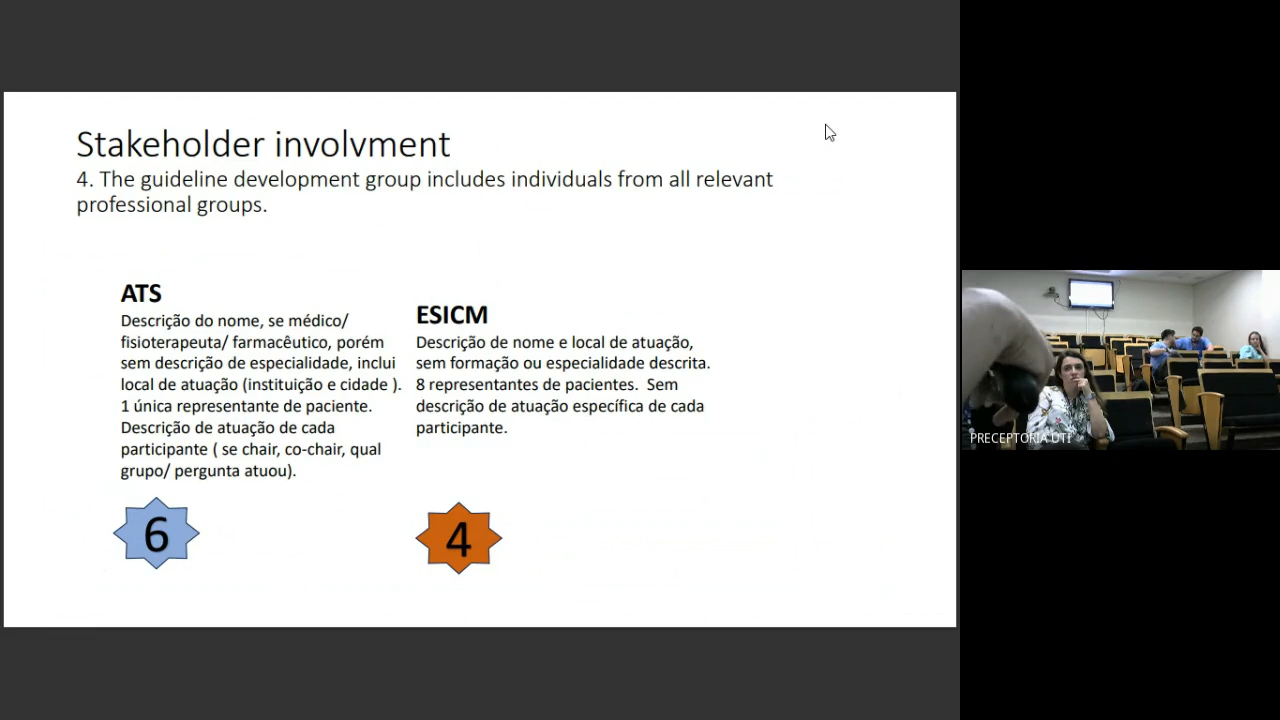 Stakeholder involvment
4. The guideline development group includes individuals from all relevant
professional groups.
ATS
Descrição do nome, se médico/
fisioterapeuta/ farmacêutico, porém
sem descrição de especialidade, inclui
local de atuação (instituição e cidade ).
1 única representante de paciente.
Descrição de atuação de cada
participante ( se chair, co-chair, qual
grupo/ pergunta atuou).
6
ESICM
Descrição de nome e local de atuação,
sem formação ou especialidade descrita.
8 representantes de pacientes.  Sem
descrição de atuação específica de cada
participante.
4
PRECEPTORIA UTI